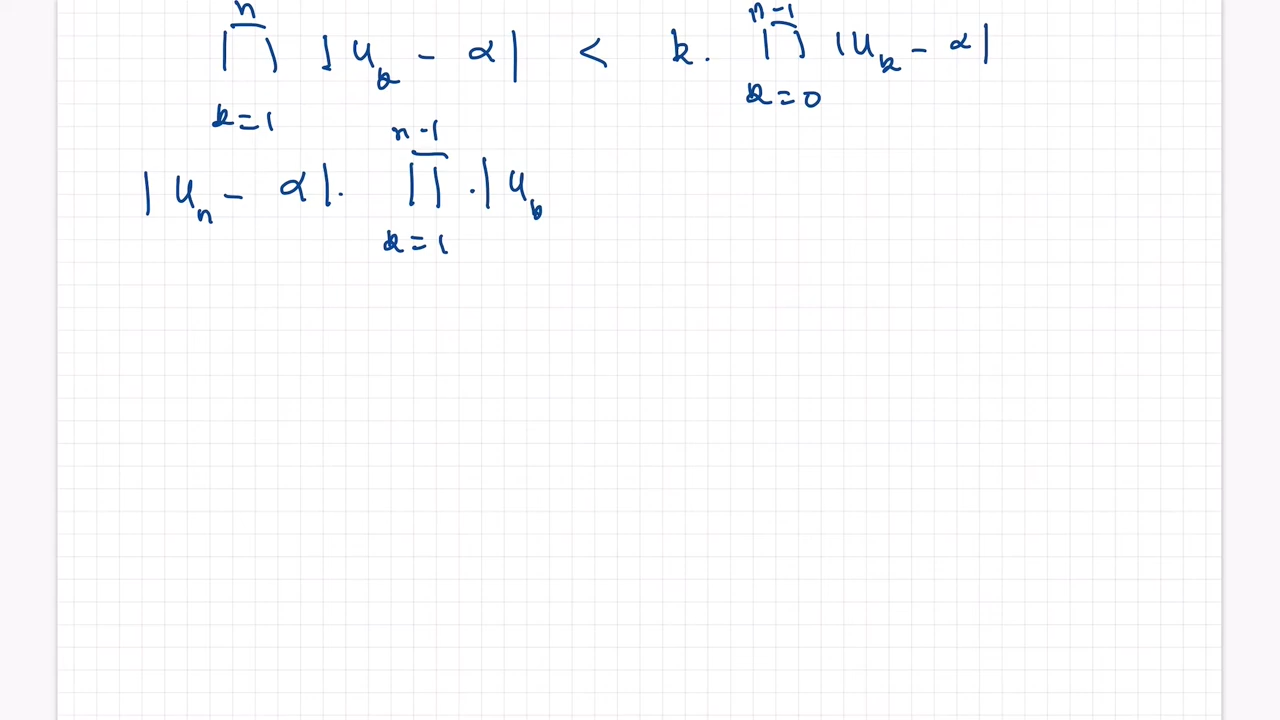 n ∏ k=1 |u_k − α| < k. n-1 ∏ k=0 |u_k − α|
|u_n − α|. n-1 ∏ k=1 .|u_k